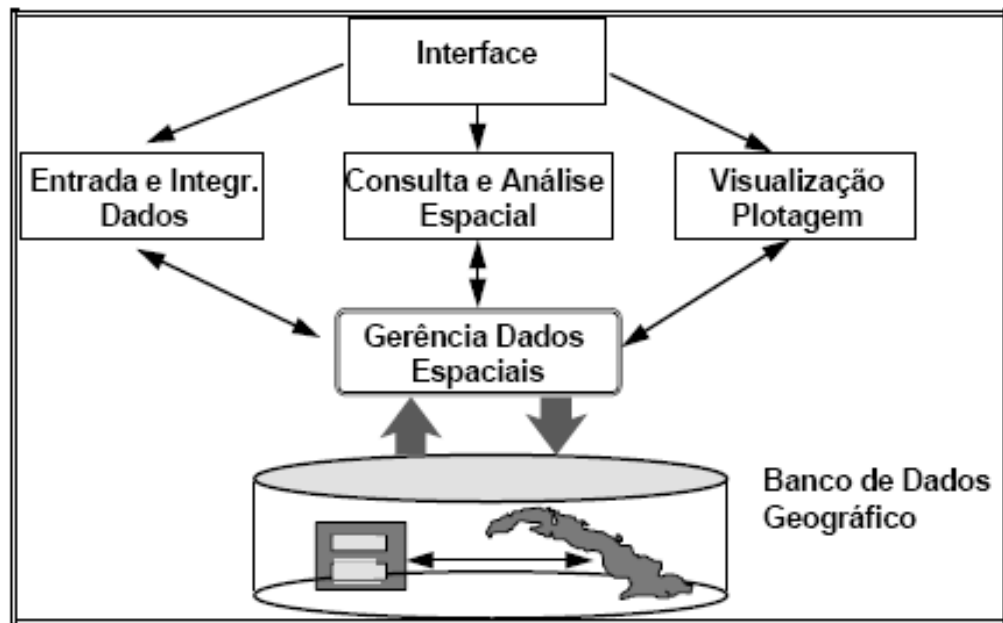 Interface
Entrada e Integr.
Dados
Consulta e Análise
Espacial
Visualização
Plotagem
Gerência Dados
Espaciais
Banco de Dados
Geográfico